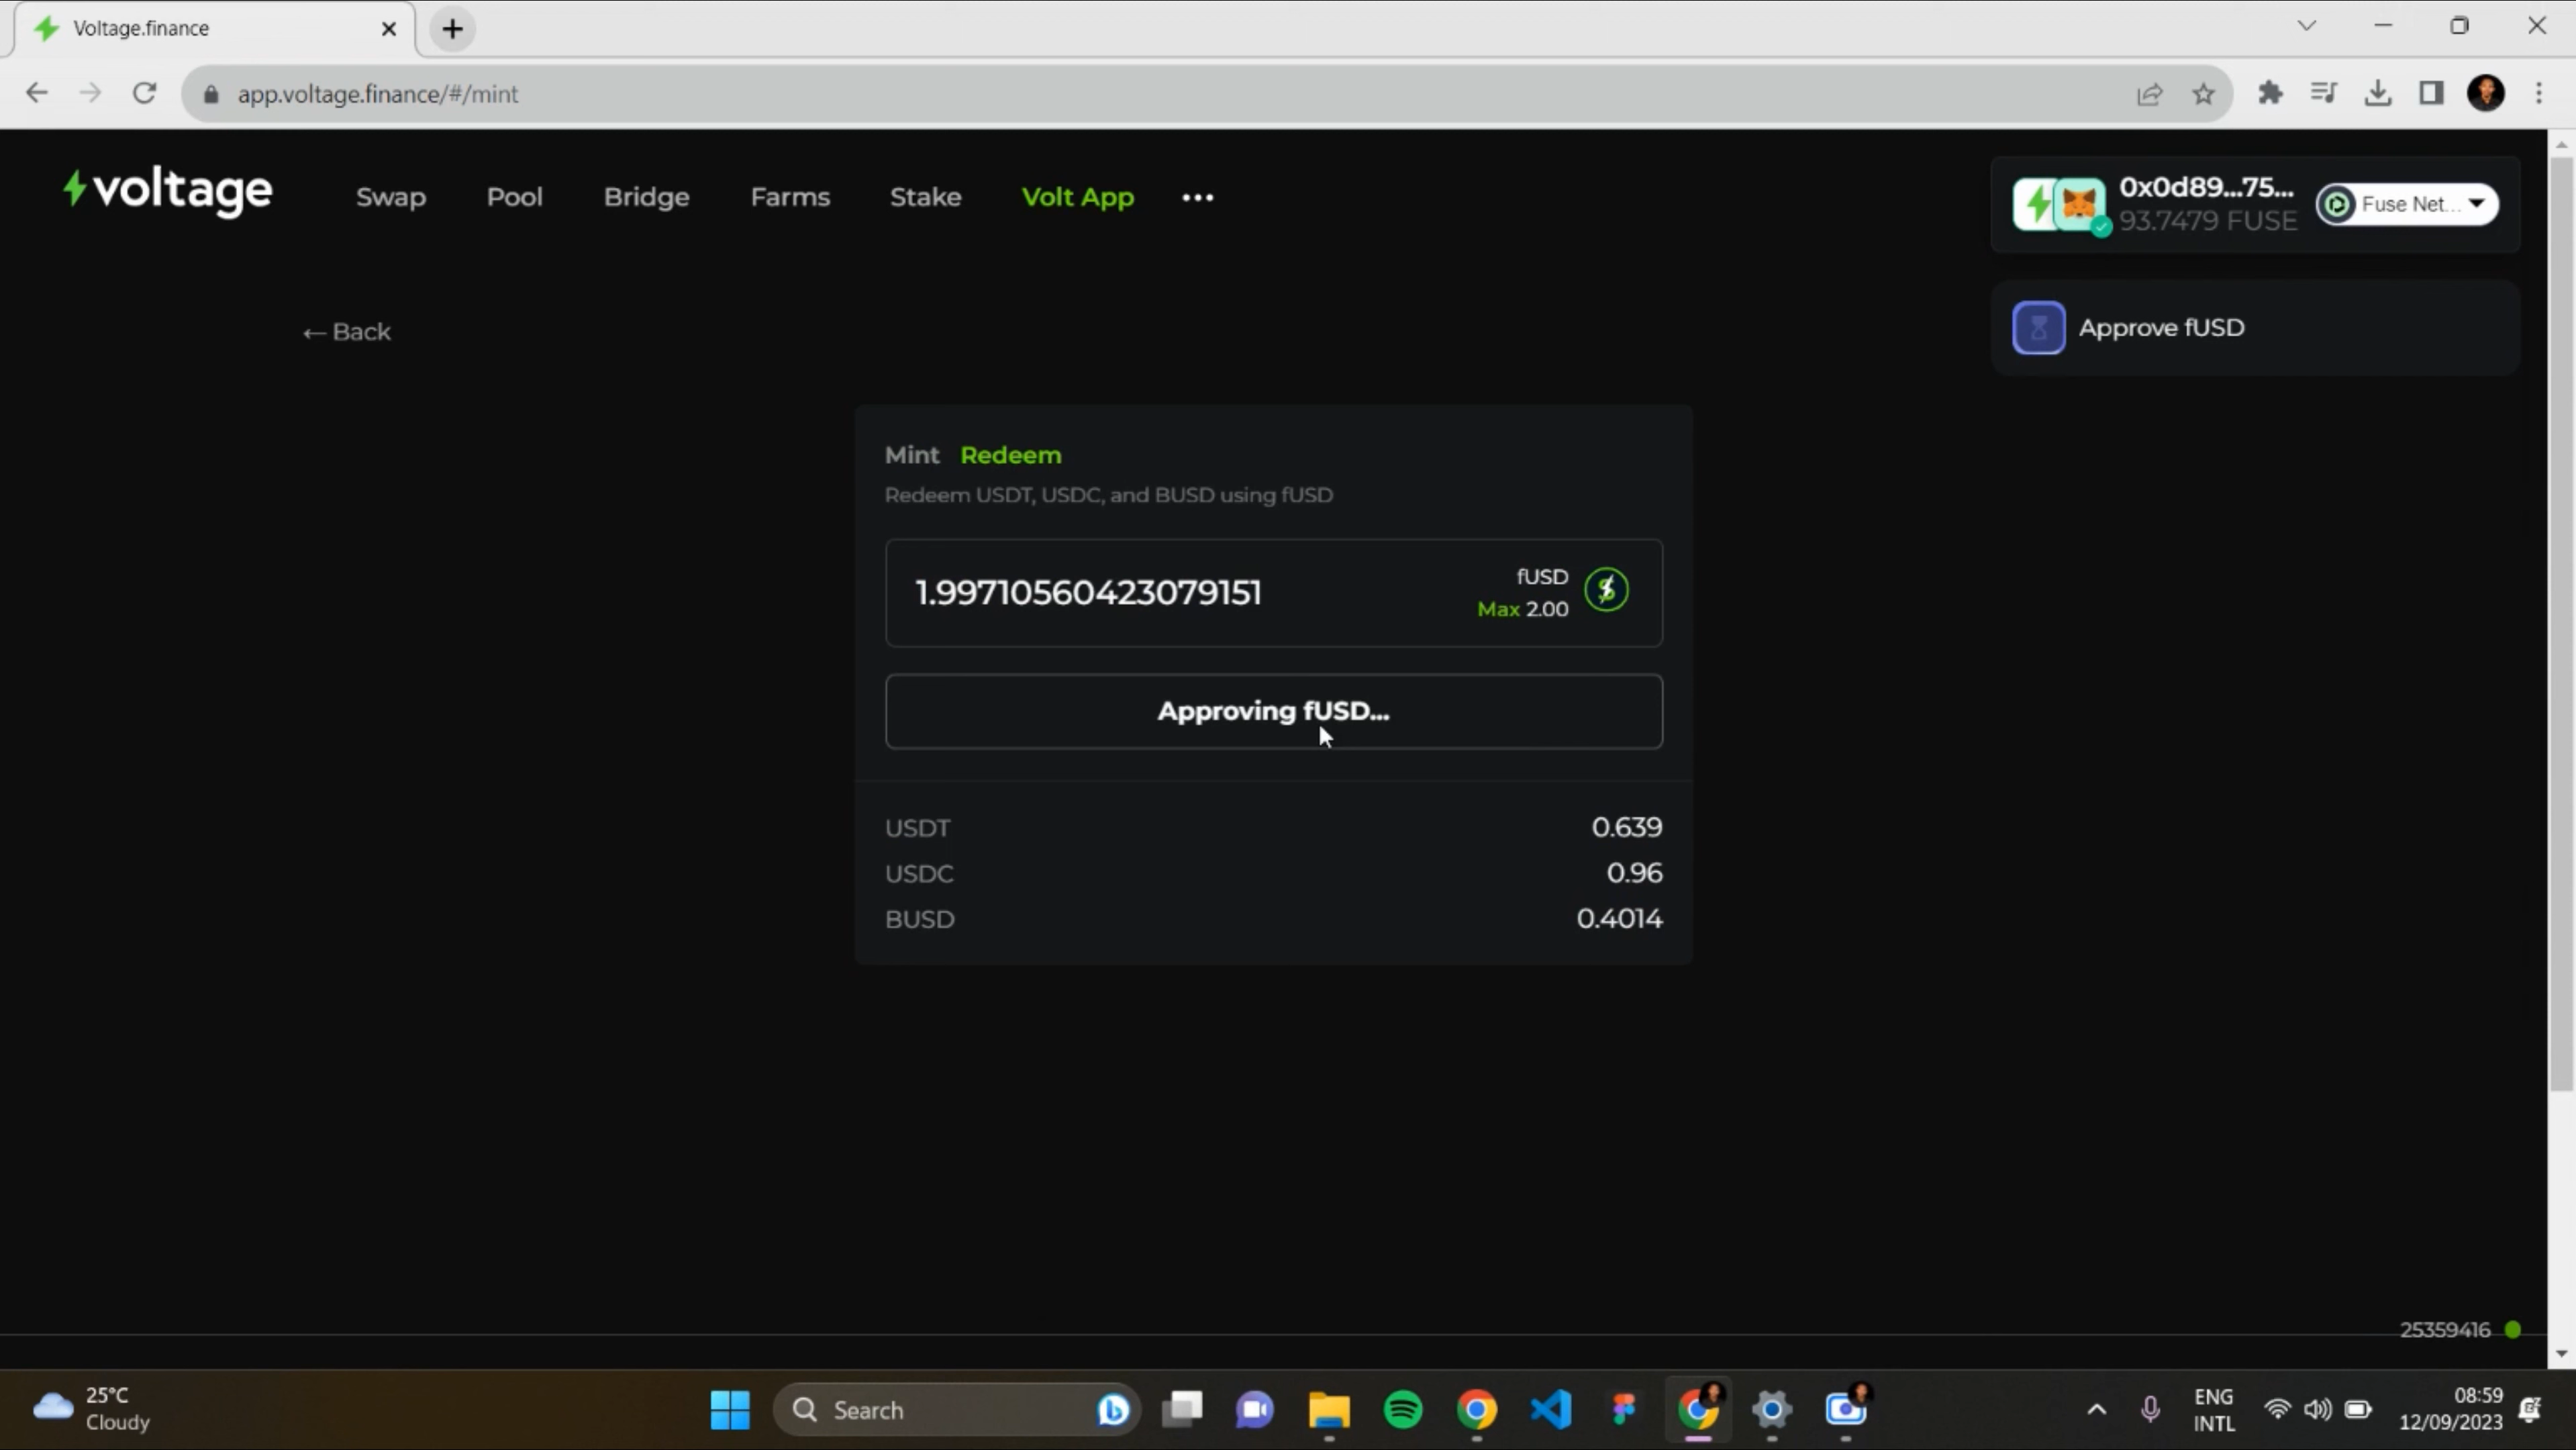 Voltage.finance
app.voltage.finance/#/mint
voltage
Swap
Pool
Bridge
Farms
Stake
Volt App
0x0d89...75...
93.7479 FUSE
Fuse Net...
← Back
Approve fUSD
Mint Redeem
Redeem USDT, USDC, and BUSD using fUSD
1.997105604230791​51
fUSD
Max 2.00
Approving fUSD...
USDT 0.639
USDC 0.96
BUSD 0.4014
25359416
25°C
Cloudy
Search
ENG
INTL
08:59
12/09/2023